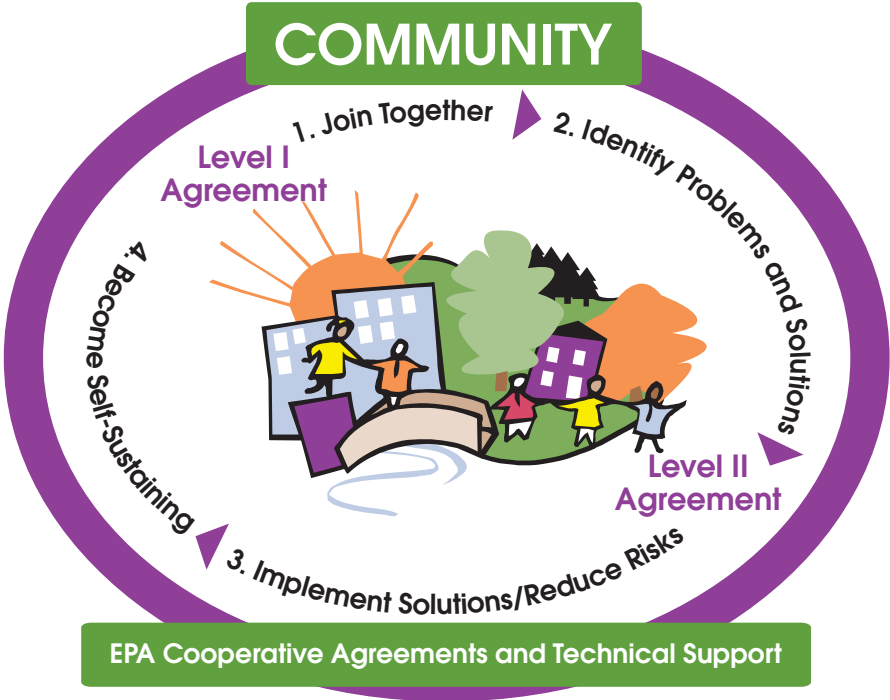 COMMUNITY
1. Join Together
2. Identify Problems and Solutions
Level I
Agreement
4. Become Self-Sustaining
Level II
Agreement
3. Implement Solutions/Reduce Risks
EPA Cooperative Agreements and Technical Support